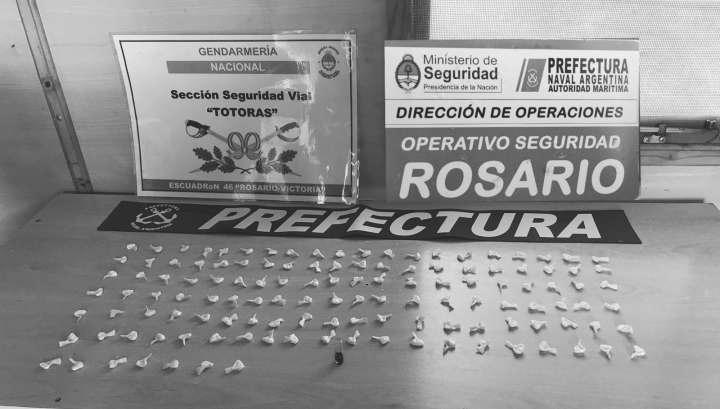 GENDARMERÍA
NACIONAL
Sección Seguridad Vial
"TOTORAS"
ESCUADRoN 46 "ROSARIO-VICTORIA"
Ministerio de
Seguridad
Presidencia de la Nación
PREFECTURA
NAVAL ARGENTINA
AUTORIDAD MARÍTIMA
DIRECCIÓN DE OPERACIONES
OPERATIVO SEGURIDAD
ROSARIO
PREFECTURA